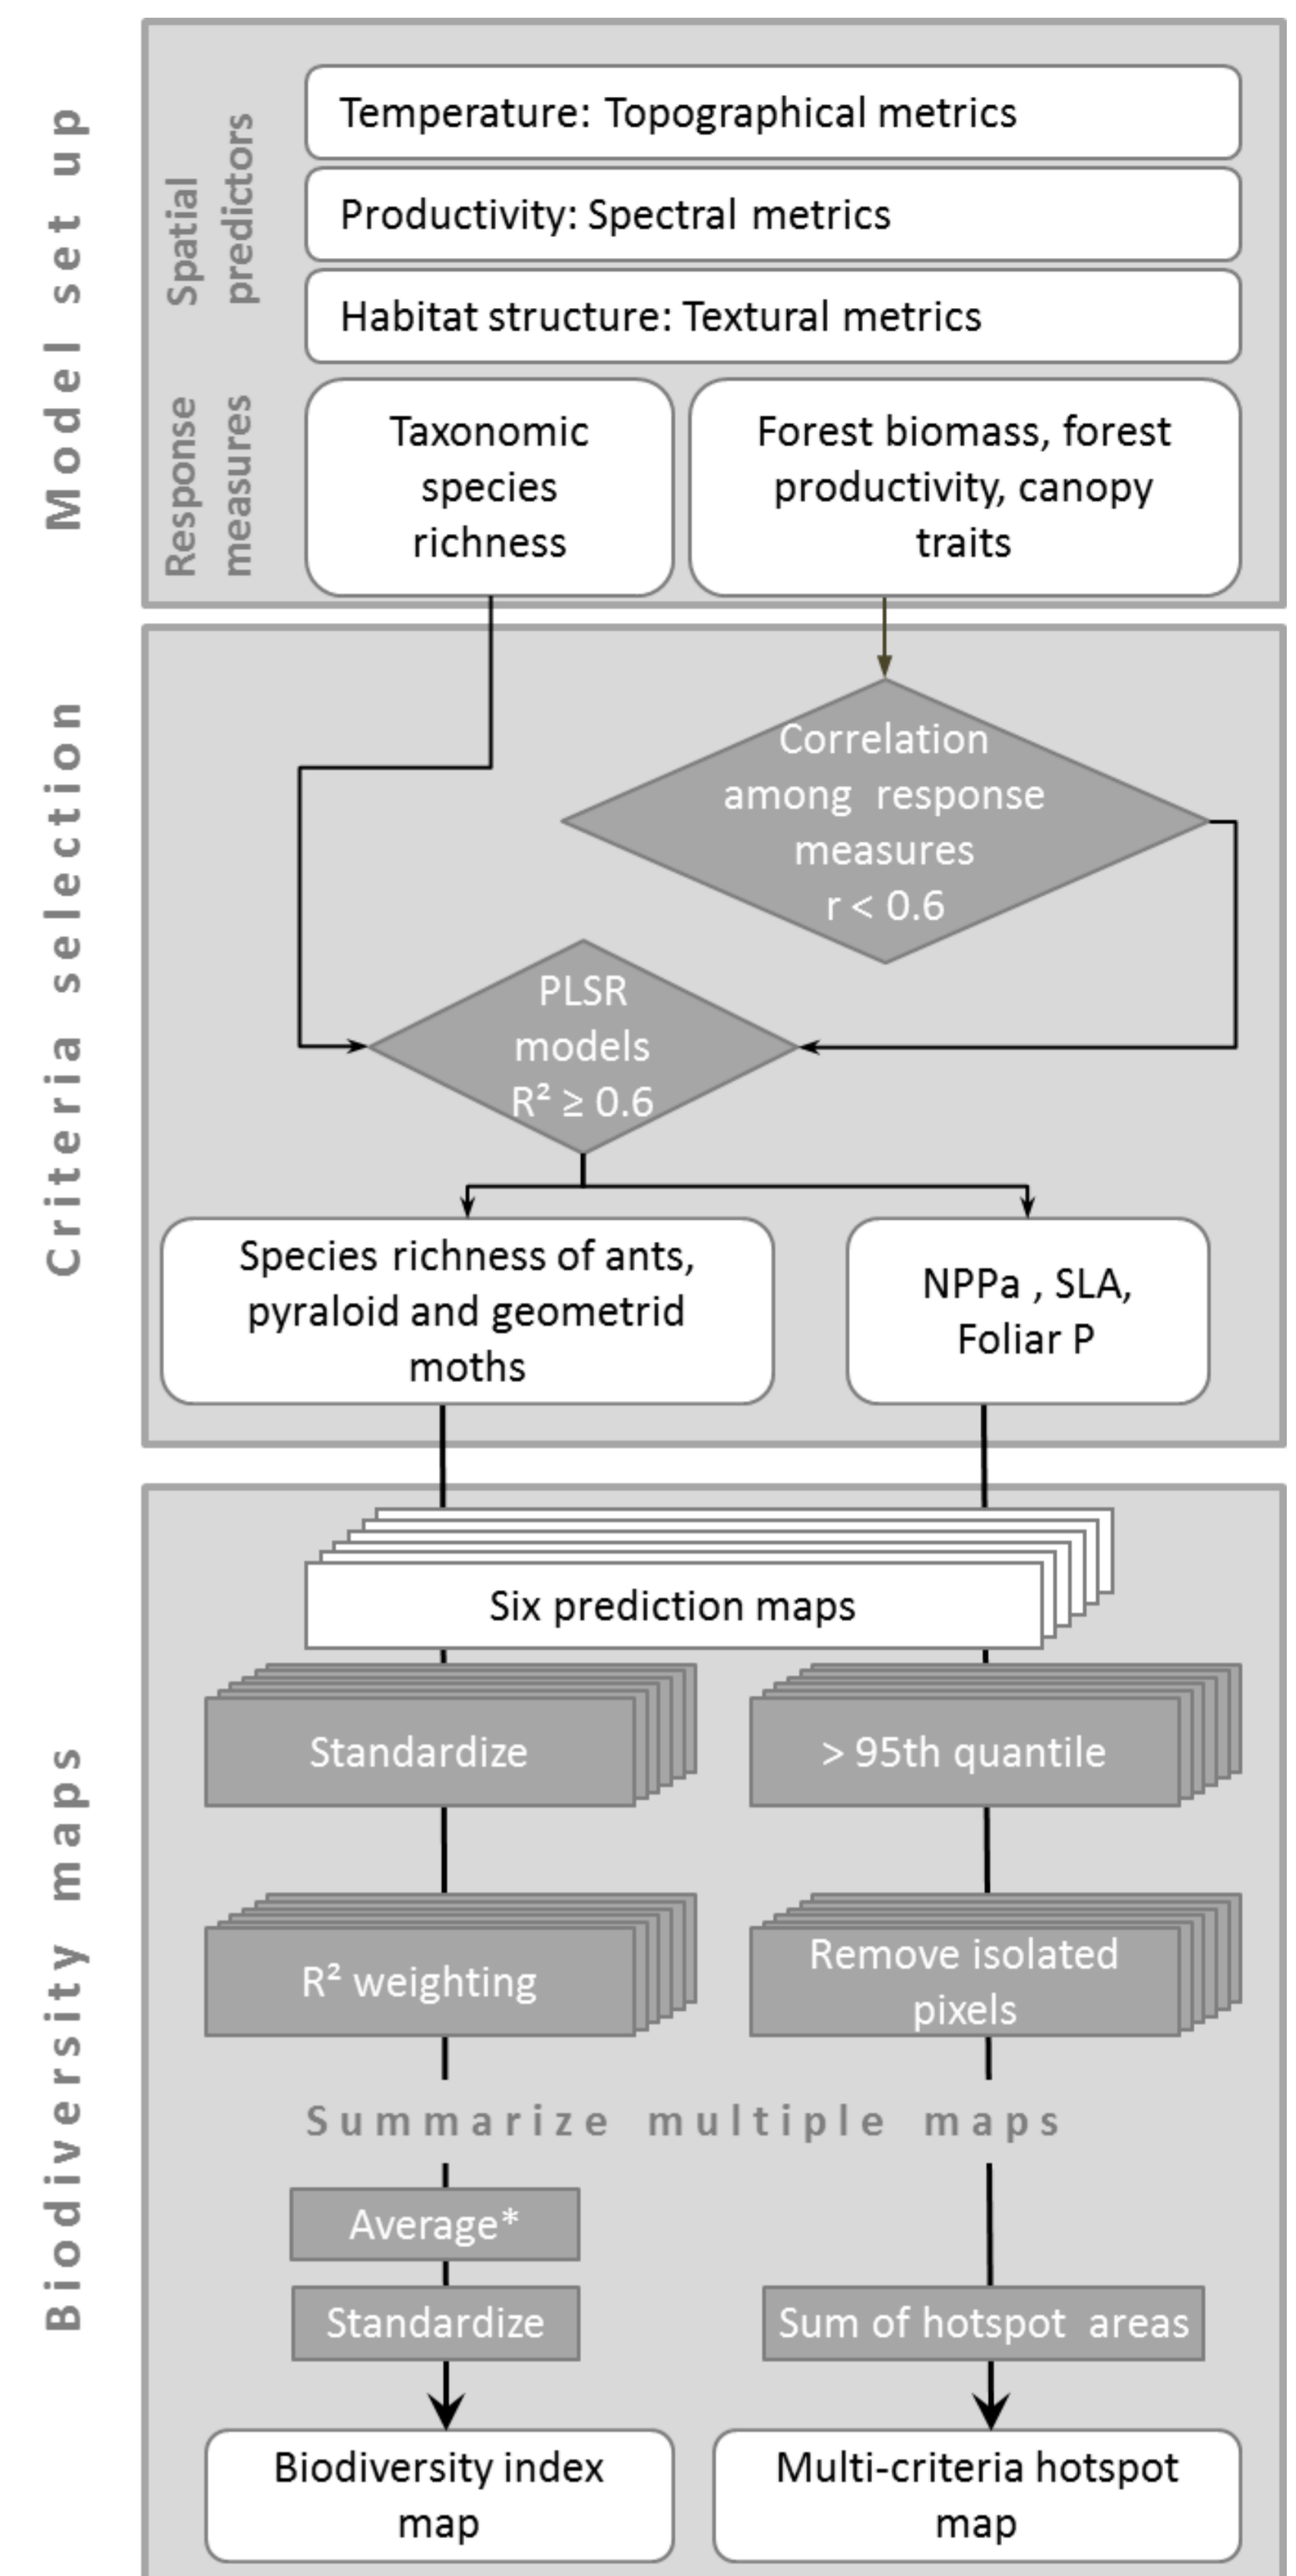 Model set up
Spatial
predictors
Temperature: Topographical metrics
Productivity: Spectral metrics
Habitat structure: Textural metrics
Response
measures
Taxonomic
species
richness
Forest biomass, forest
productivity, canopy
traits
Criteria selection
Correlation
among response
measures
r < 0.6
PLSR
models
R² ≥ 0.6
Species richness of ants,
pyraloid and geometrid
moths
NPPa , SLA,
Foliar P
Biodiversity maps
Six prediction maps
Standardize
> 95th quantile
R² weighting
Remove isolated
pixels
Summarize multiple maps
Average*
Standardize
Sum of hotspot areas
Biodiversity index
map
Multi-criteria hotspot
map